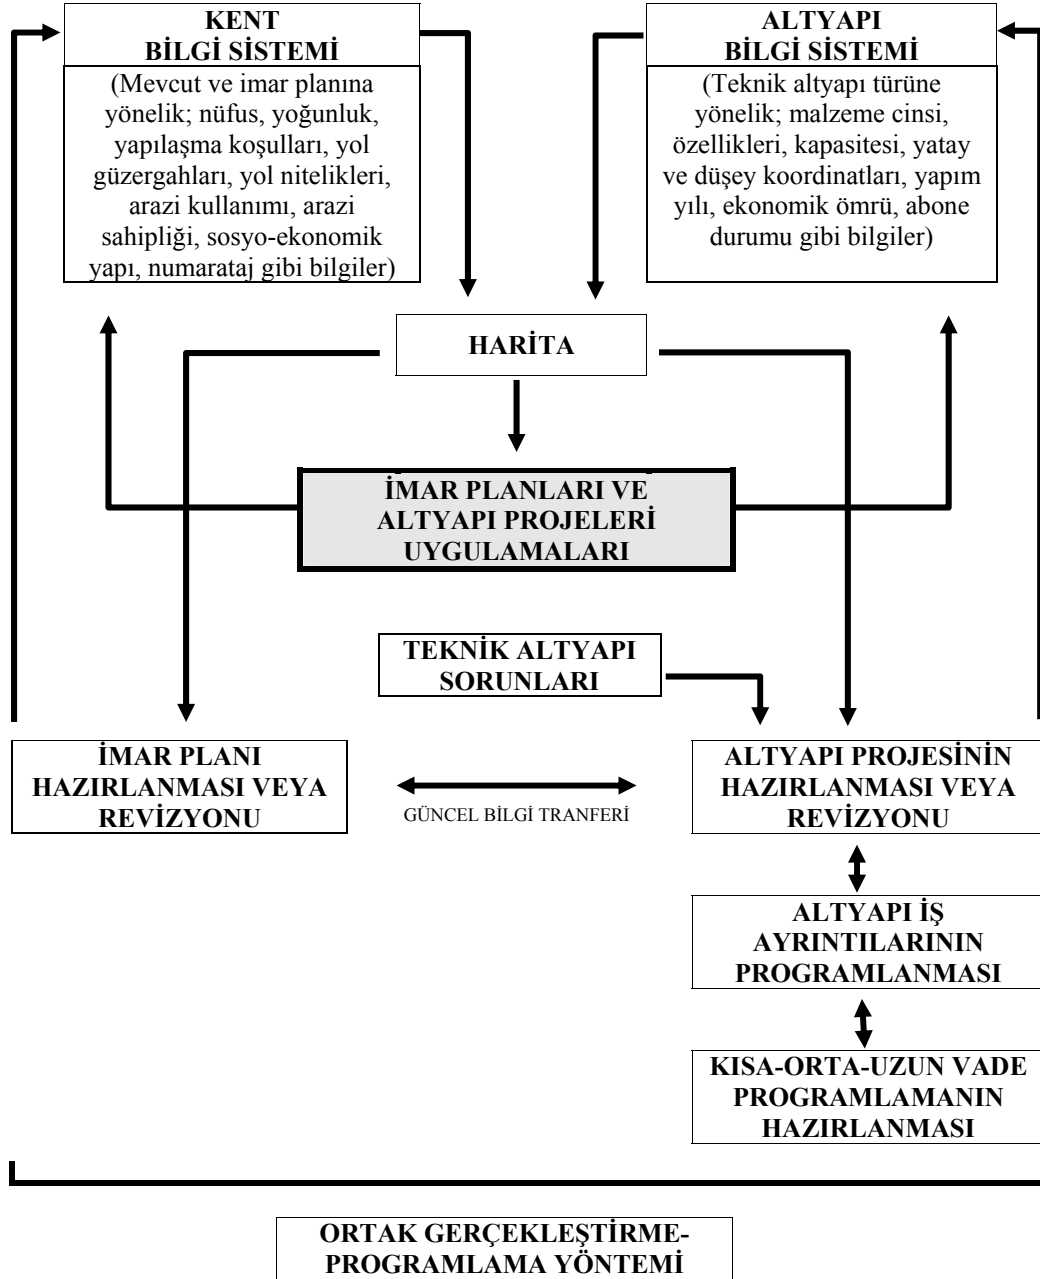 KENT
BİLGİ SİSTEMİ
(Mevcut ve imar planına
yönelik; nüfus, yoğunluk,
yapılaşma koşulları, yol
güzergahları, yol nitelikleri,
arazi kullanımı, arazi
sahipliği, sosyo-ekonomik
yapı, numarataj gibi bilgiler)
ALTYAPI
BİLGİ SİSTEMİ
(Teknik altyapı türüne
yönelik; malzeme cinsi,
özellikleri, kapasitesi, yatay
ve düşey koordinatları, yapım
yılı, ekonomik ömrü, abone
durumu gibi bilgiler)
HARİTA
İMAR PLANLARI VE
ALTYAPI PROJELERİ
UYGULAMALARI
TEKNİK ALTYAPI
SORUNLARI
İMAR PLANI
HAZIRLANMASI VEYA
REVİZYONU
GÜNCEL BİLGİ TRANFERİ
ALTYAPI PROJESİNİN
HAZIRLANMASI VEYA
REVİZYONU
ALTYAPI İŞ
AYRINTILARININ
PROGRAMLANMASI
KISA-ORTA-UZUN VADE
PROGRAMLAMANIN
HAZIRLANMASI
ORTAK GERÇEKLEŞTİRME-
PROGRAMLAMA YÖNTEMİ